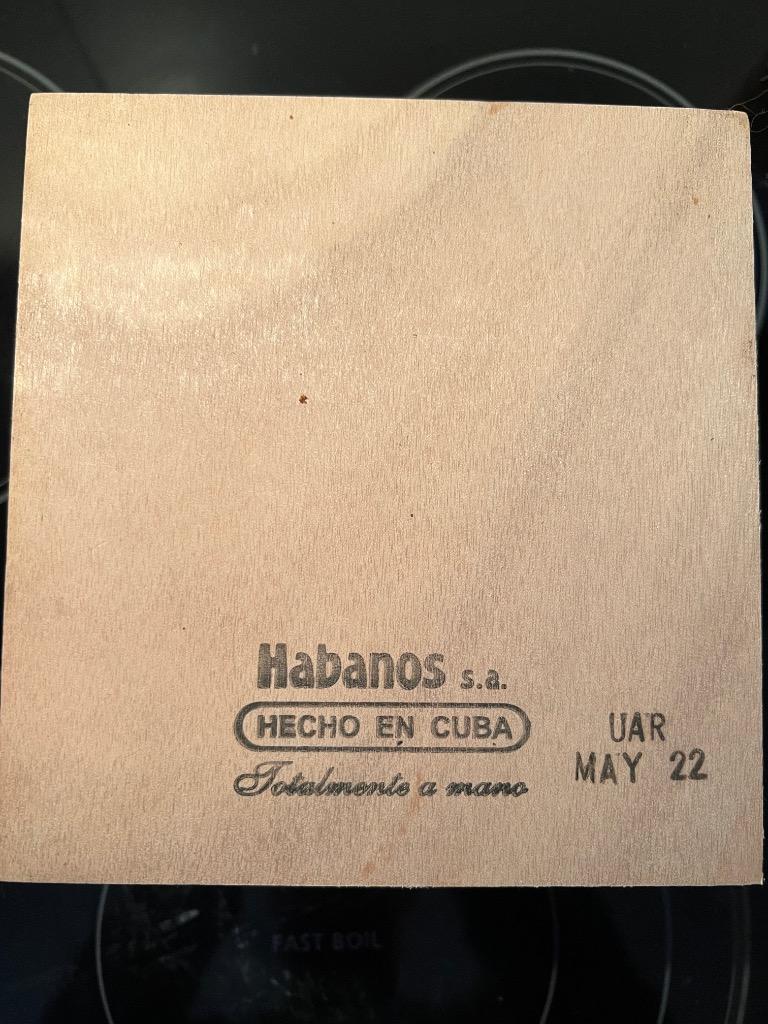 Habanos s.a.
HECHO EN CUBA
Totalmente a mano
UAR
MAY 22
FAST BOIL